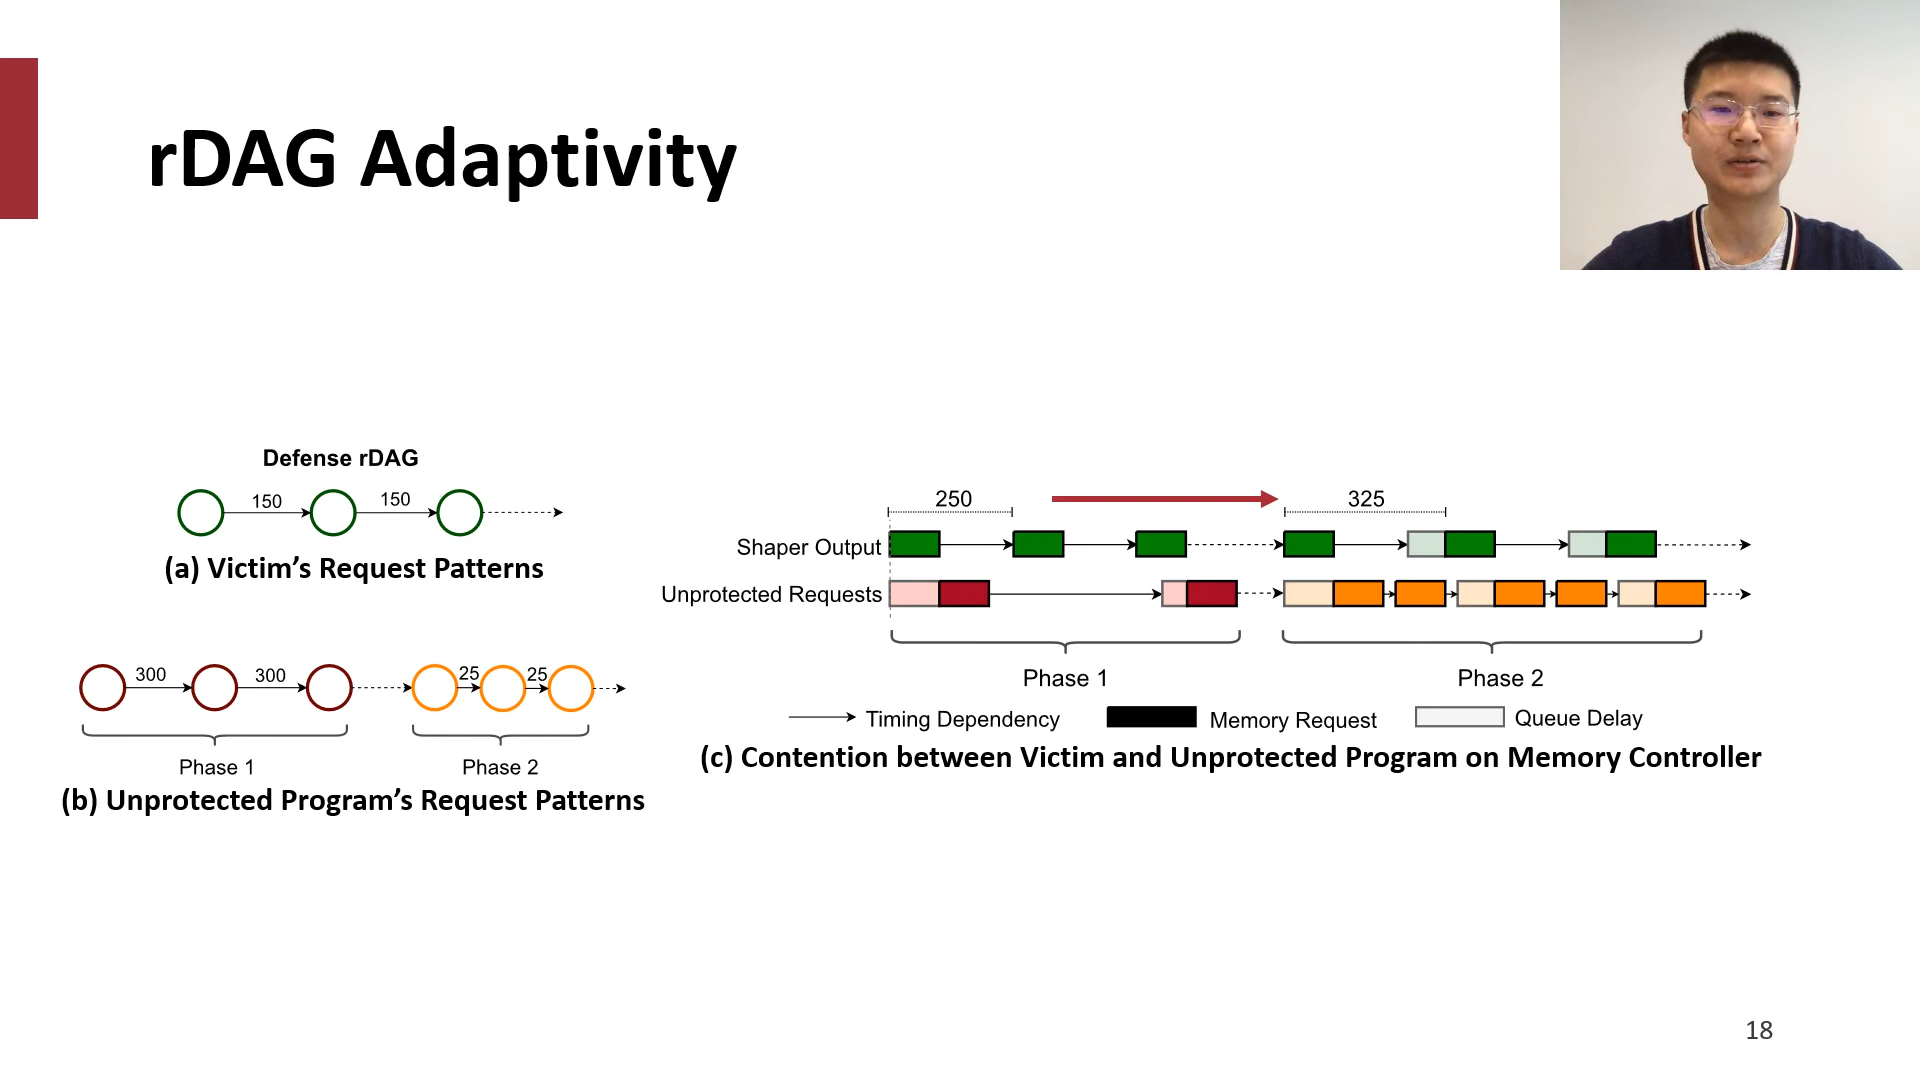 rDAG Adaptivity
Defense rDAG
150 150
(a) Victim’s Request Patterns
300 300 25 25
Phase 1 Phase 2
(b) Unprotected Program’s Request Patterns
250 325
Shaper Output
Unprotected Requests
Phase 1 Phase 2
Timing Dependency Memory Request Queue Delay
(c) Contention between Victim and Unprotected Program on Memory Controller
18